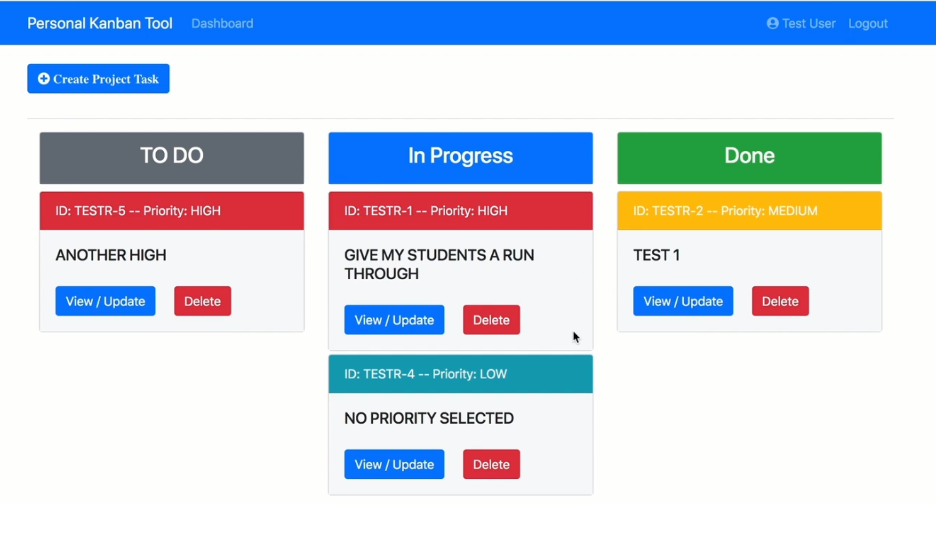 Personal Kanban Tool Dashboard Test User Logout
Create Project Task
TO DO
ID: TESTR-5 -- Priority: HIGH
ANOTHER HIGH
View / Update Delete
In Progress
ID: TESTR-1 -- Priority: HIGH
GIVE MY STUDENTS A RUN
THROUGH
View / Update Delete
ID: TESTR-4 -- Priority: LOW
NO PRIORITY SELECTED
View / Update Delete
Done
ID: TESTR-2 -- Priority: MEDIUM
TEST 1
View / Update Delete